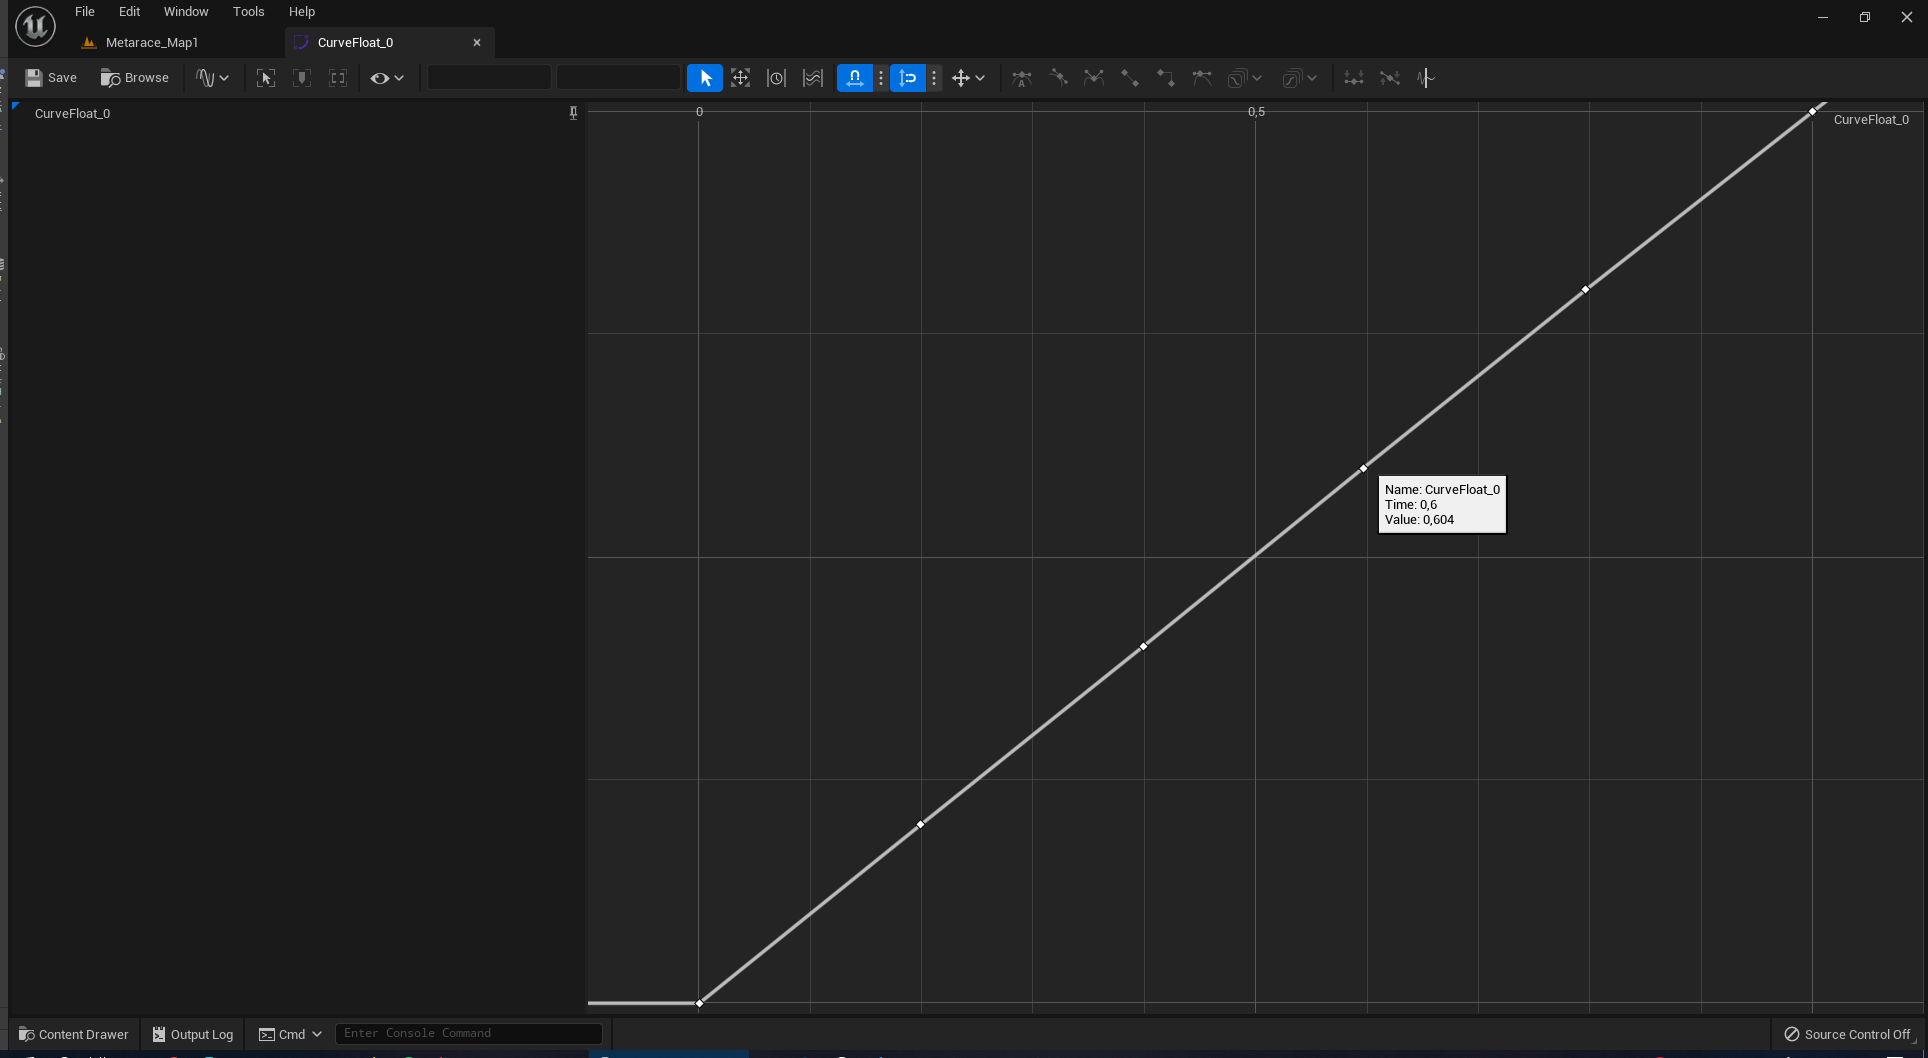 File Edit Window Tools Help
Metarace_Map1
CurveFloat_0
Save Browse
CurveFloat_0
0 0,5
CurveFloat_0
Name: CurveFloat_0
Time: 0,6
Value: 0,604
Content Drawer Output Log Cmd Enter Console Command Source Control Off